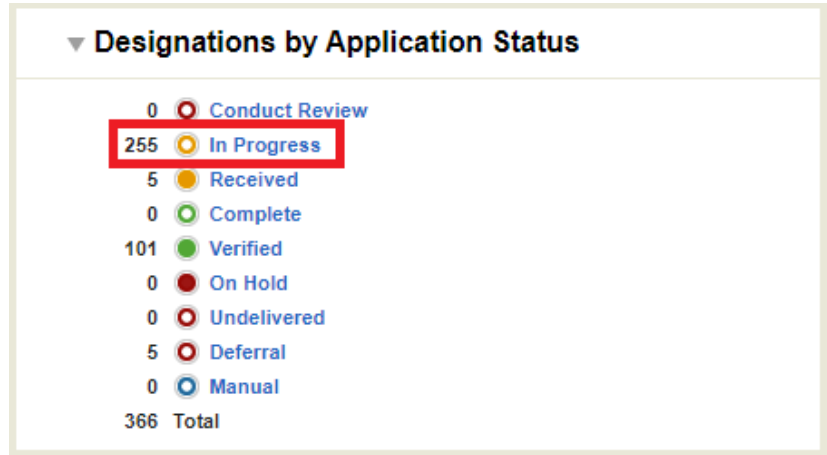 Designations by Application Status
0 Conduct Review
255 In Progress
5 Received
0 Complete
101 Verified
0 On Hold
0 Undelivered
5 Deferral
0 Manual
366 Total